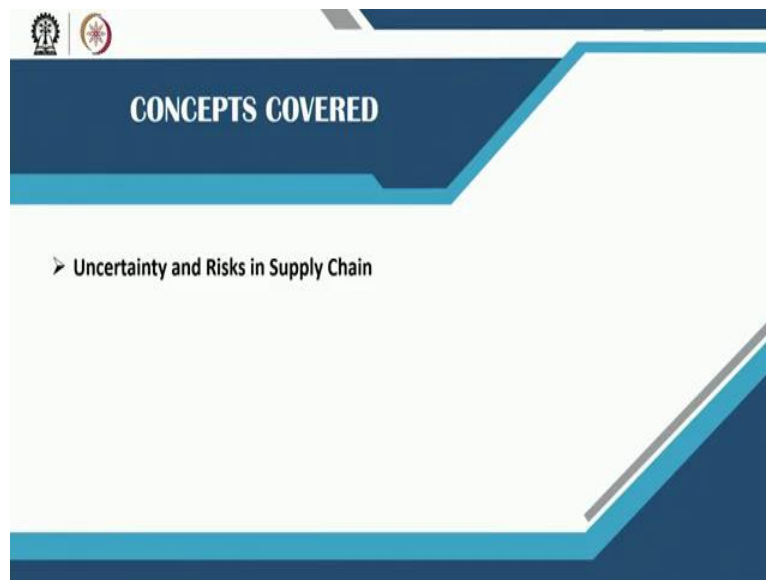 CONCEPTS COVERED
➢ Uncertainty and Risks in Supply Chain